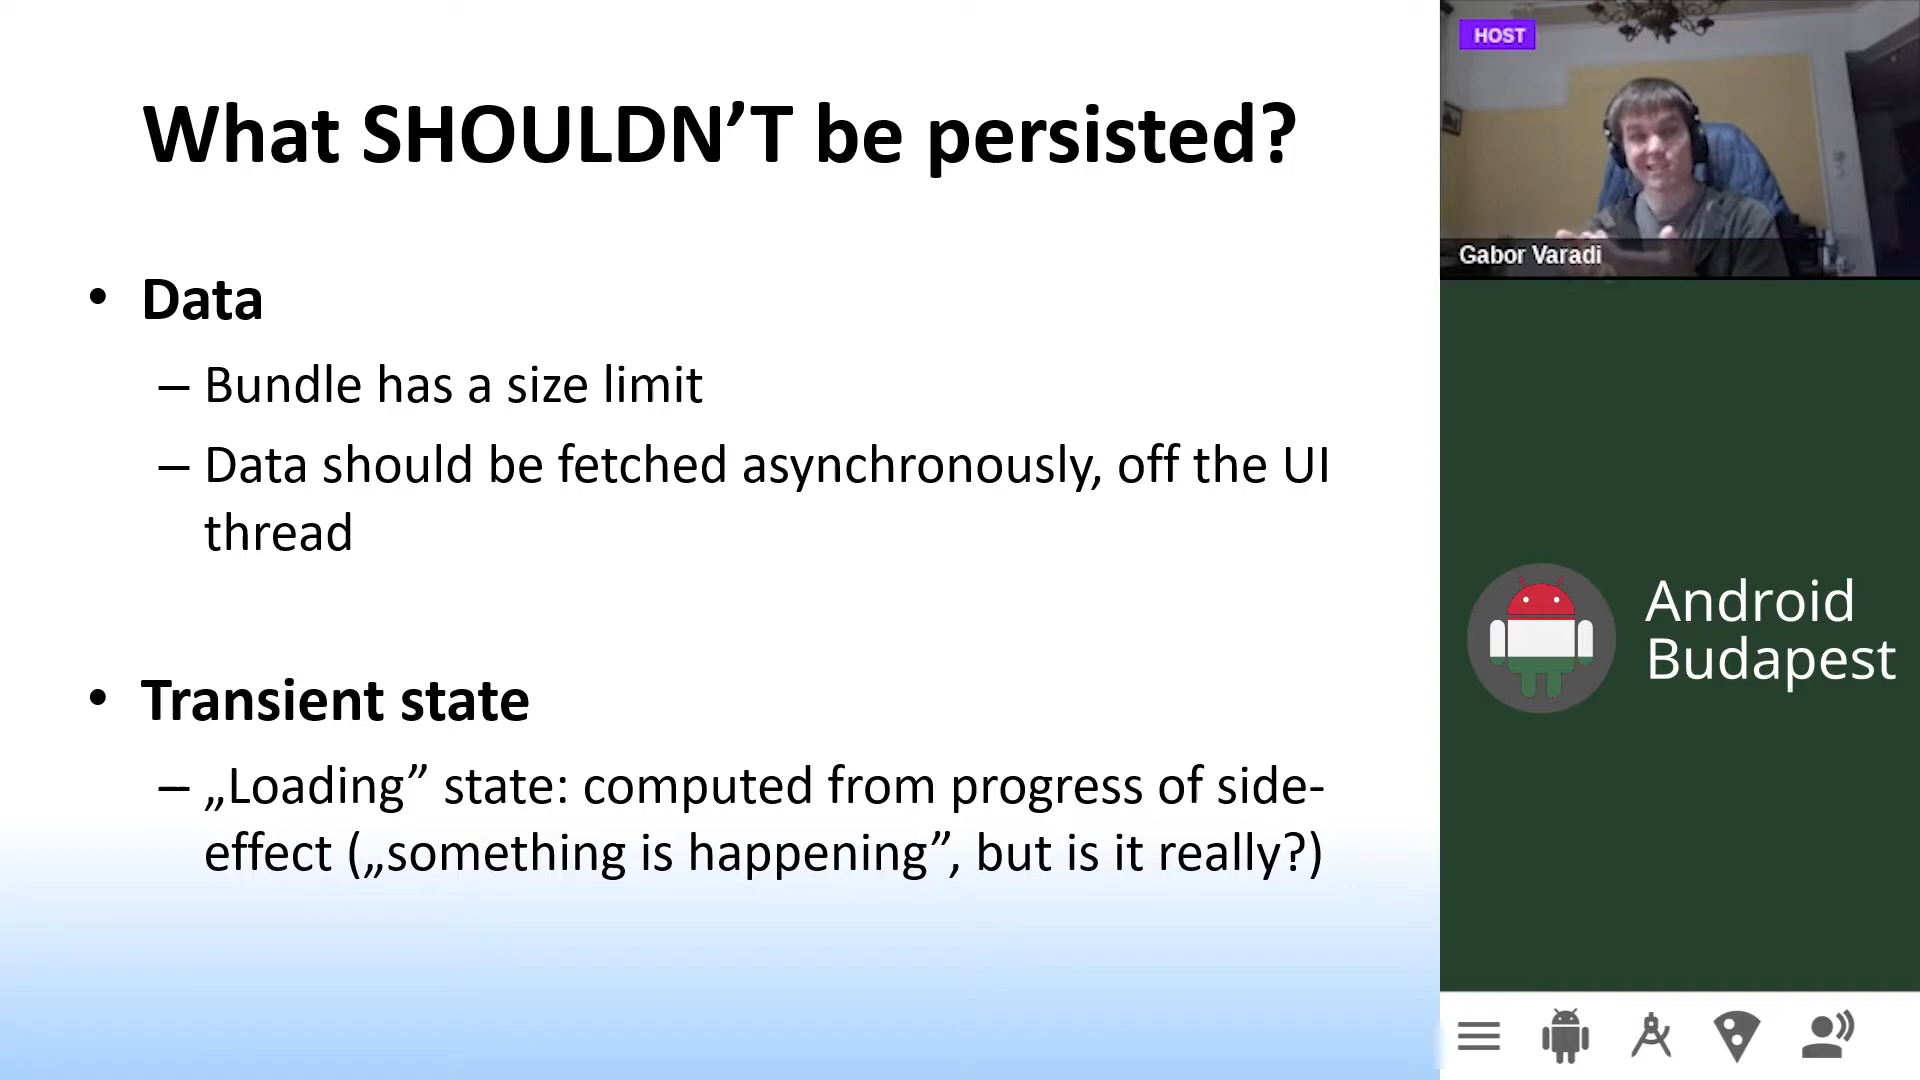 What SHOULDN’T be persisted?
• Data
– Bundle has a size limit
– Data should be fetched asynchronously, off the UI
thread
• Transient state
– „Loading” state: computed from progress of side-
effect („something is happening”, but is it really?)
HOST
Gabor Varadi
Android
Budapest